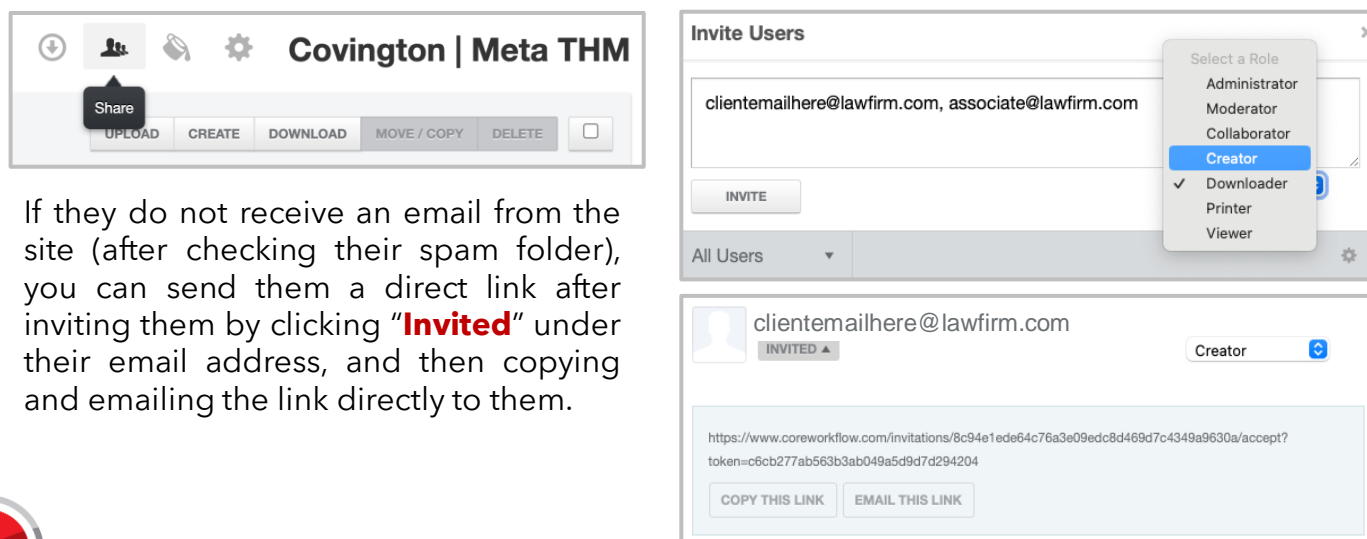 Covington | Meta THM
Share
UPLOAD CREATE DOWNLOAD MOVE / COPY DELETE
If they do not receive an email from the
site (after checking their spam folder),
you can send them a direct link after
inviting them by clicking “Invited” under
their email address, and then copying
and emailing the link directly to them.
Invite Users
clientemailhere@lawfirm.com, associate@lawfirm.com
Select a Role
Administrator
Moderator
Collaborator
Creator
✓ Downloader
Printer
Viewer
INVITE
All Users ▼
clientemailhere@lawfirm.com
INVITED ▲
Creator
https://www.coreworkflow.com/invitations/8c94e1ede64c76a3e09edc8d469d7c4349a9630a/accept?
token=c6cb277ab563b3ab049a5d9d7d294204
COPY THIS LINK EMAIL THIS LINK